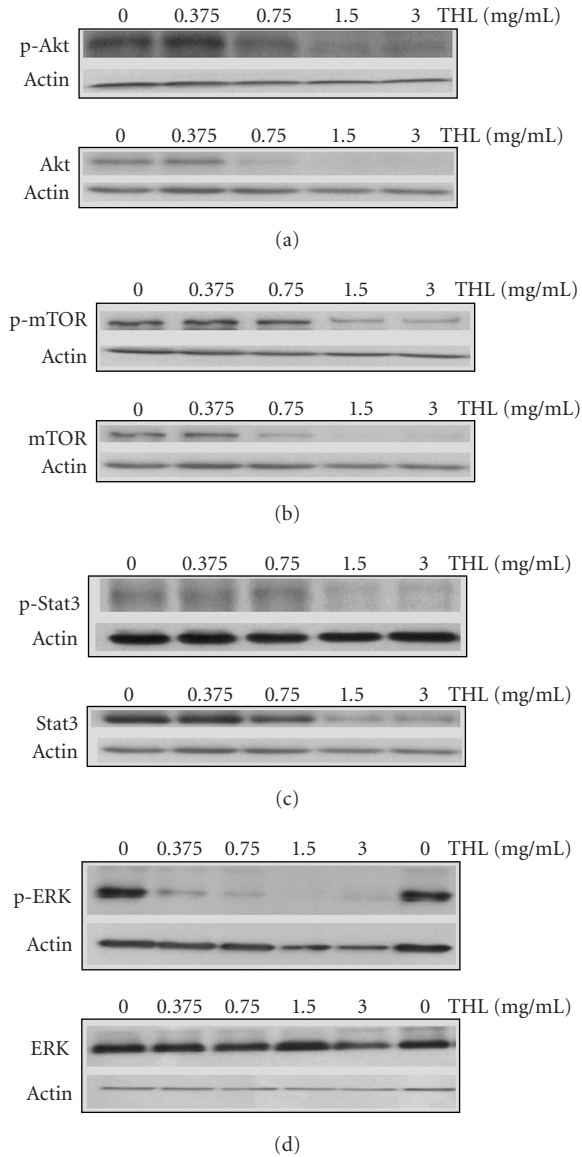 0 0.375 0.75 1.5 3 THL (mg/mL)
p-Akt
Actin
0 0.375 0.75 1.5 3 THL (mg/mL)
Akt
Actin
(a)
0 0.375 0.75 1.5 3 THL (mg/mL)
p-mTOR
Actin
0 0.375 0.75 1.5 3 THL (mg/mL)
mTOR
Actin
(b)
0 0.375 0.75 1.5 3 THL (mg/mL)
p-Stat3
Actin
0 0.375 0.75 1.5 3 THL (mg/mL)
Stat3
Actin
(c)
0 0.375 0.75 1.5 3 0 THL (mg/mL)
p-ERK
Actin
0 0.375 0.75 1.5 3 0 THL (mg/mL)
ERK
Actin
(d)